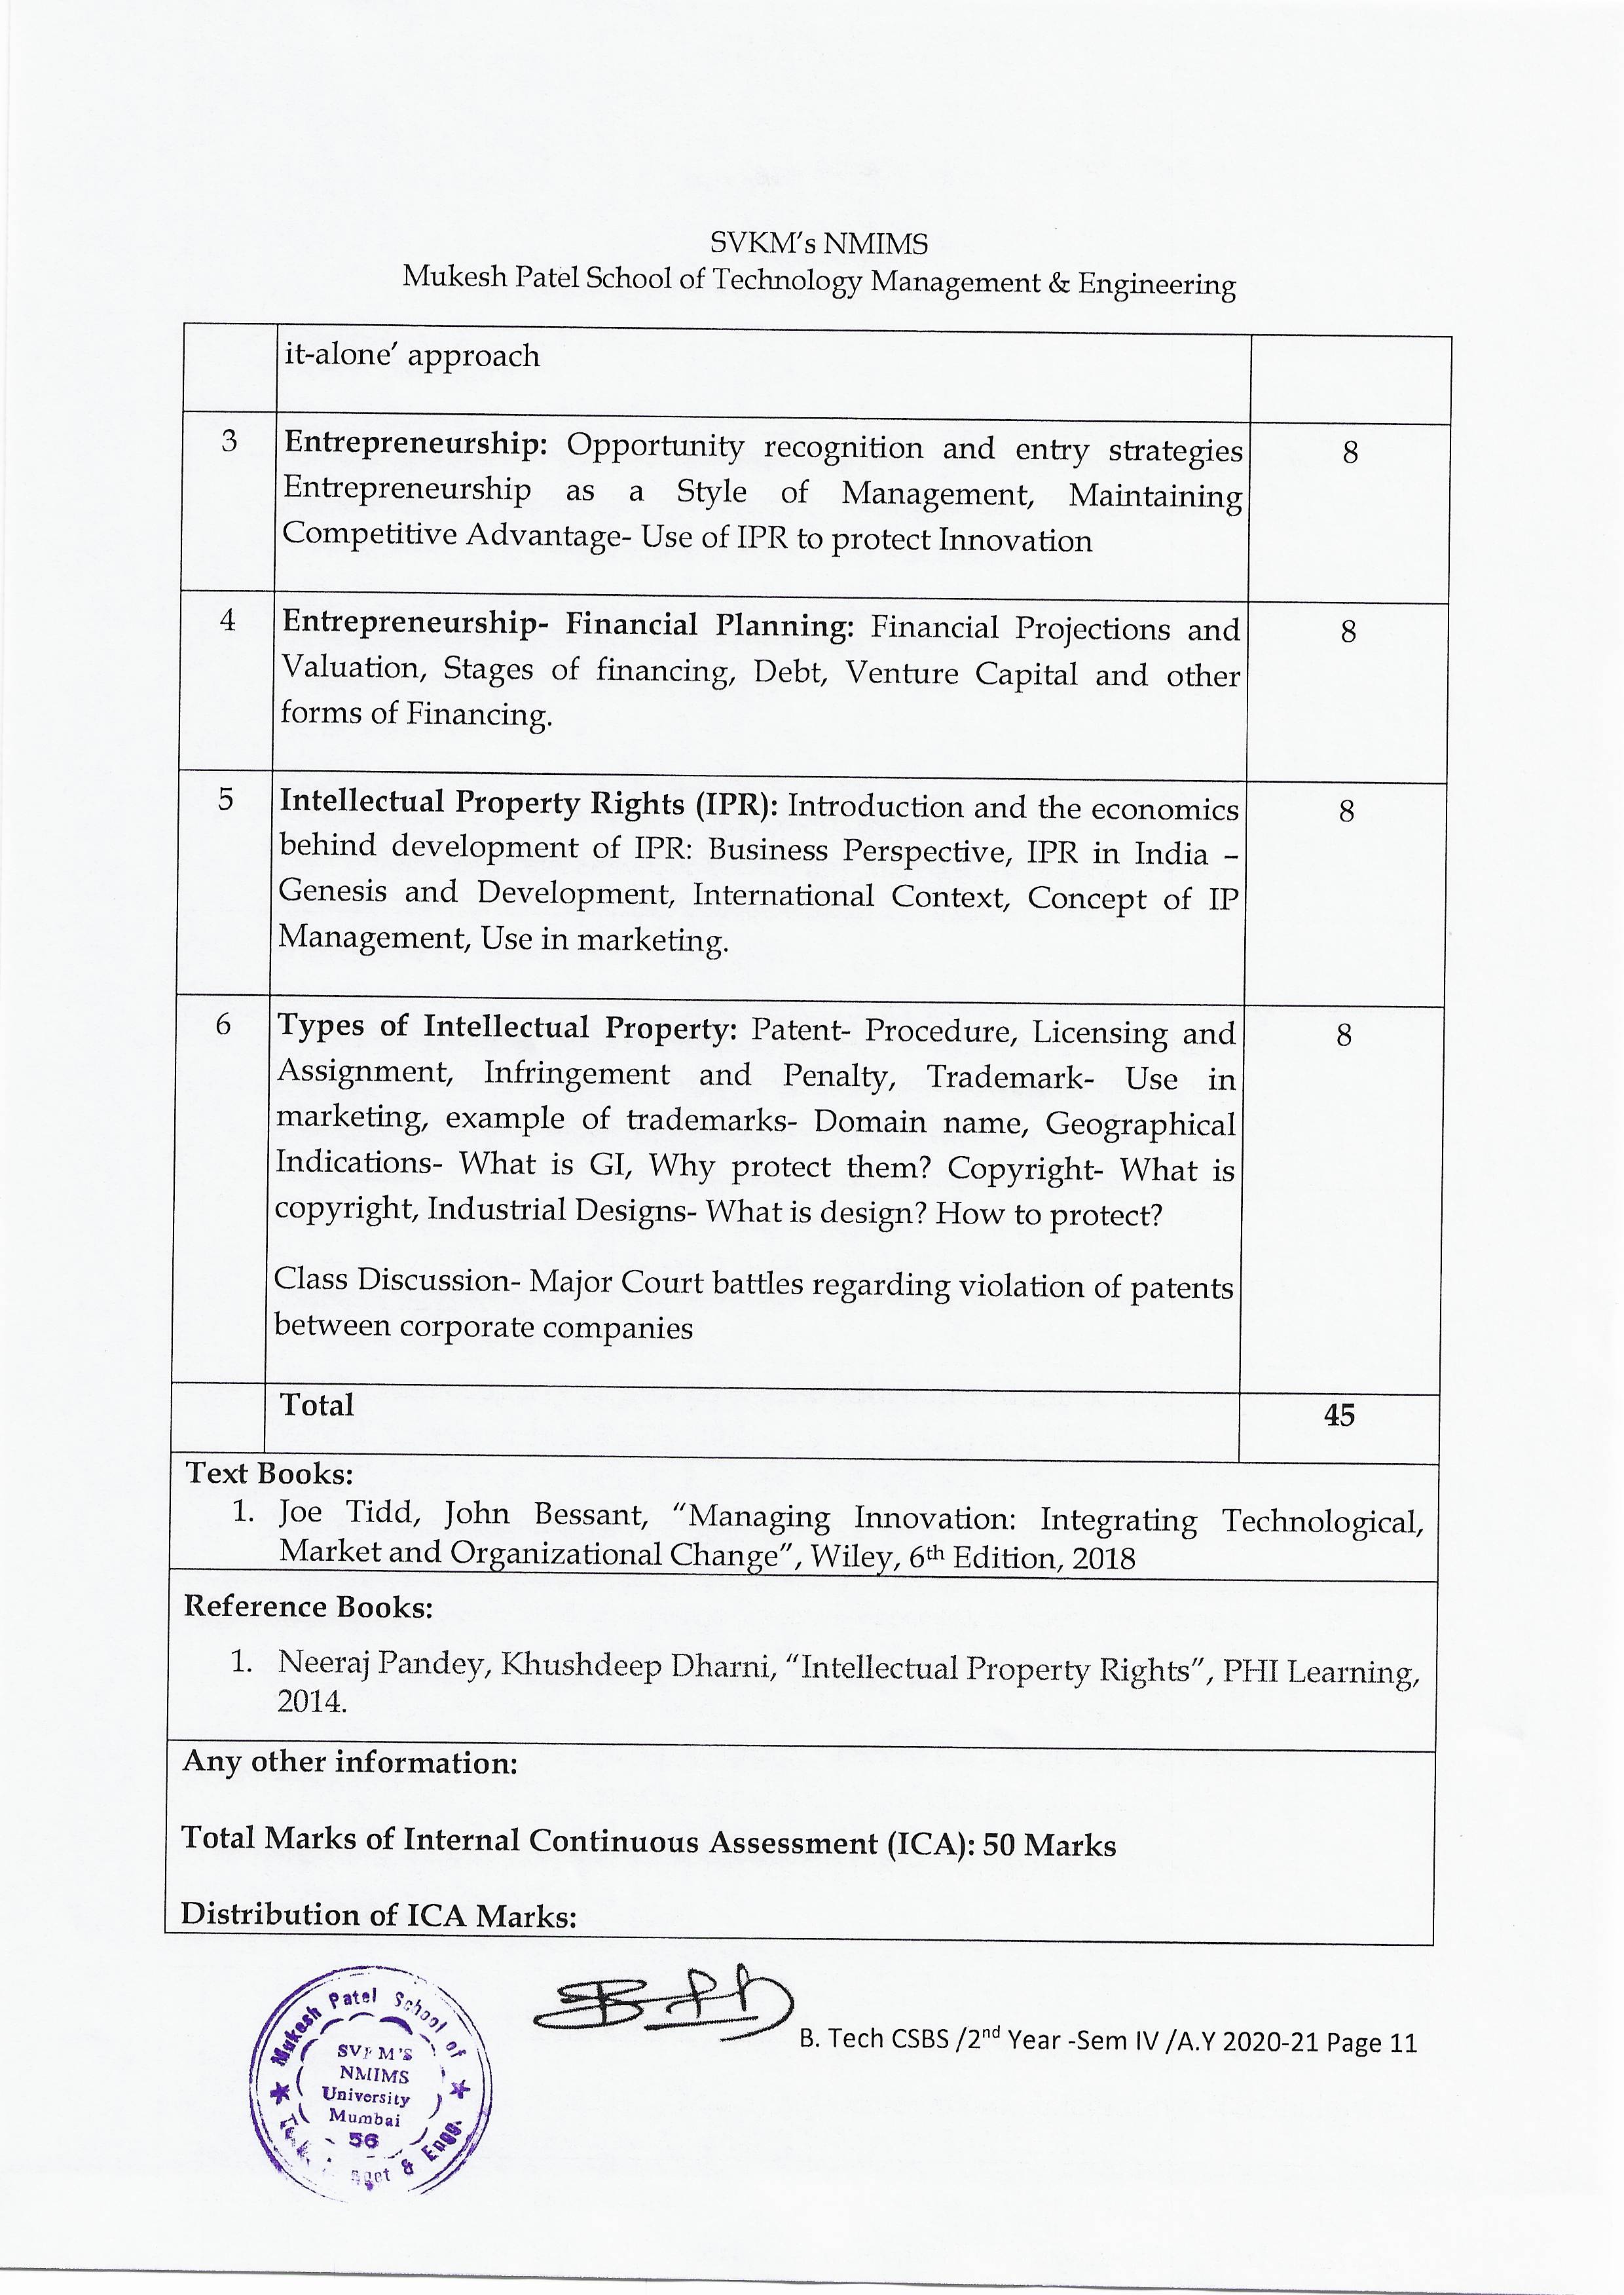 SVKM's NMIMS
Mukesh Patel School of Technology Management & Engineering
it-alone' approach
3 Entrepreneurship: Opportunity recognition and entry strategies 8
Entrepreneurship as a Style of Management, Maintaining
Competitive Advantage- Use of IPR to protect Innovation
4 Entrepreneurship- Financial Planning: Financial Projections and 8
Valuation, Stages of financing, Debt, Venture Capital and other
forms of Financing.
5 Intellectual Property Rights (IPR): Introduction and the economics 8
behind development of IPR: Business Perspective, IPR in India –
Genesis and Development, International Context, Concept of IP
Management, Use in marketing.
6 Types of Intellectual Property: Patent- Procedure, Licensing and 8
Assignment, Infringement and Penalty, Trademark- Use in
marketing, example of trademarks- Domain name, Geographical
Indications- What is GI, Why protect them? Copyright- What is
copyright, Industrial Designs- What is design? How to protect?
Class Discussion- Major Court battles regarding violation of patents
between corporate companies
Total 45
Text Books:
1. Joe Tidd, John Bessant, "Managing Innovation: Integrating Technological,
Market and Organizational Change", Wiley, 6th Edition, 2018
Reference Books:
1. Neeraj Pandey, Khushdeep Dharni, "Intellectual Property Rights", PHI Learning,
2014.
Any other information:
Total Marks of Internal Continuous Assessment (ICA): 50 Marks
Distribution of ICA Marks:
B. Tech CSBS /2nd Year -Sem IV /A.Y 2020-21 Page 11
Mukesh Patel School of
& Engg.
SVKM'S
NMIMS
University
Mumbai
56